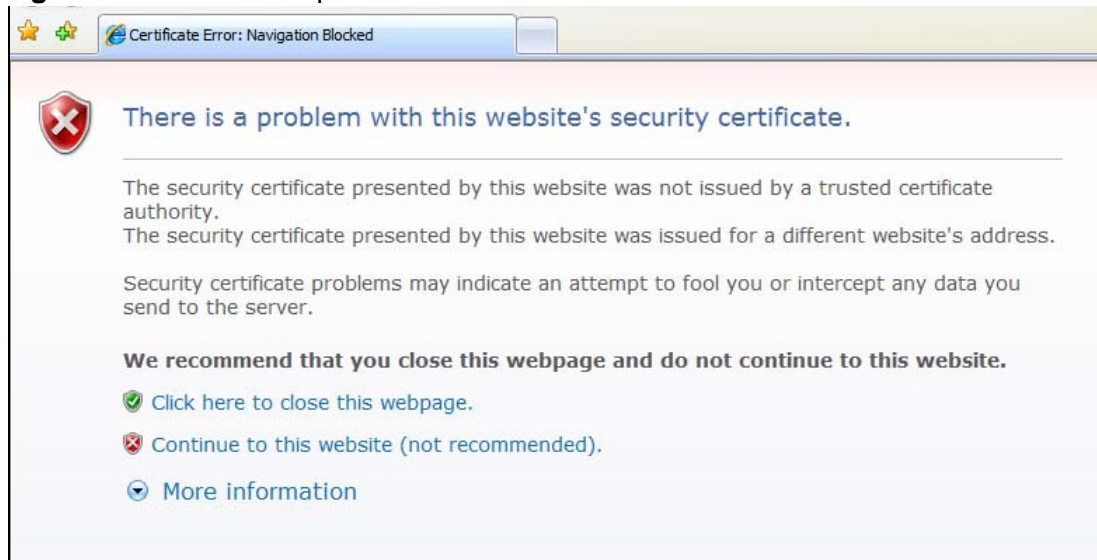 Certificate Error: Navigation Blocked
There is a problem with this website's security certificate.
The security certificate presented by this website was not issued by a trusted certificate
authority.
The security certificate presented by this website was issued for a different website's address.
Security certificate problems may indicate an attempt to fool you or intercept any data you
send to the server.
We recommend that you close this webpage and do not continue to this website.
Click here to close this webpage.
Continue to this website (not recommended).
More information